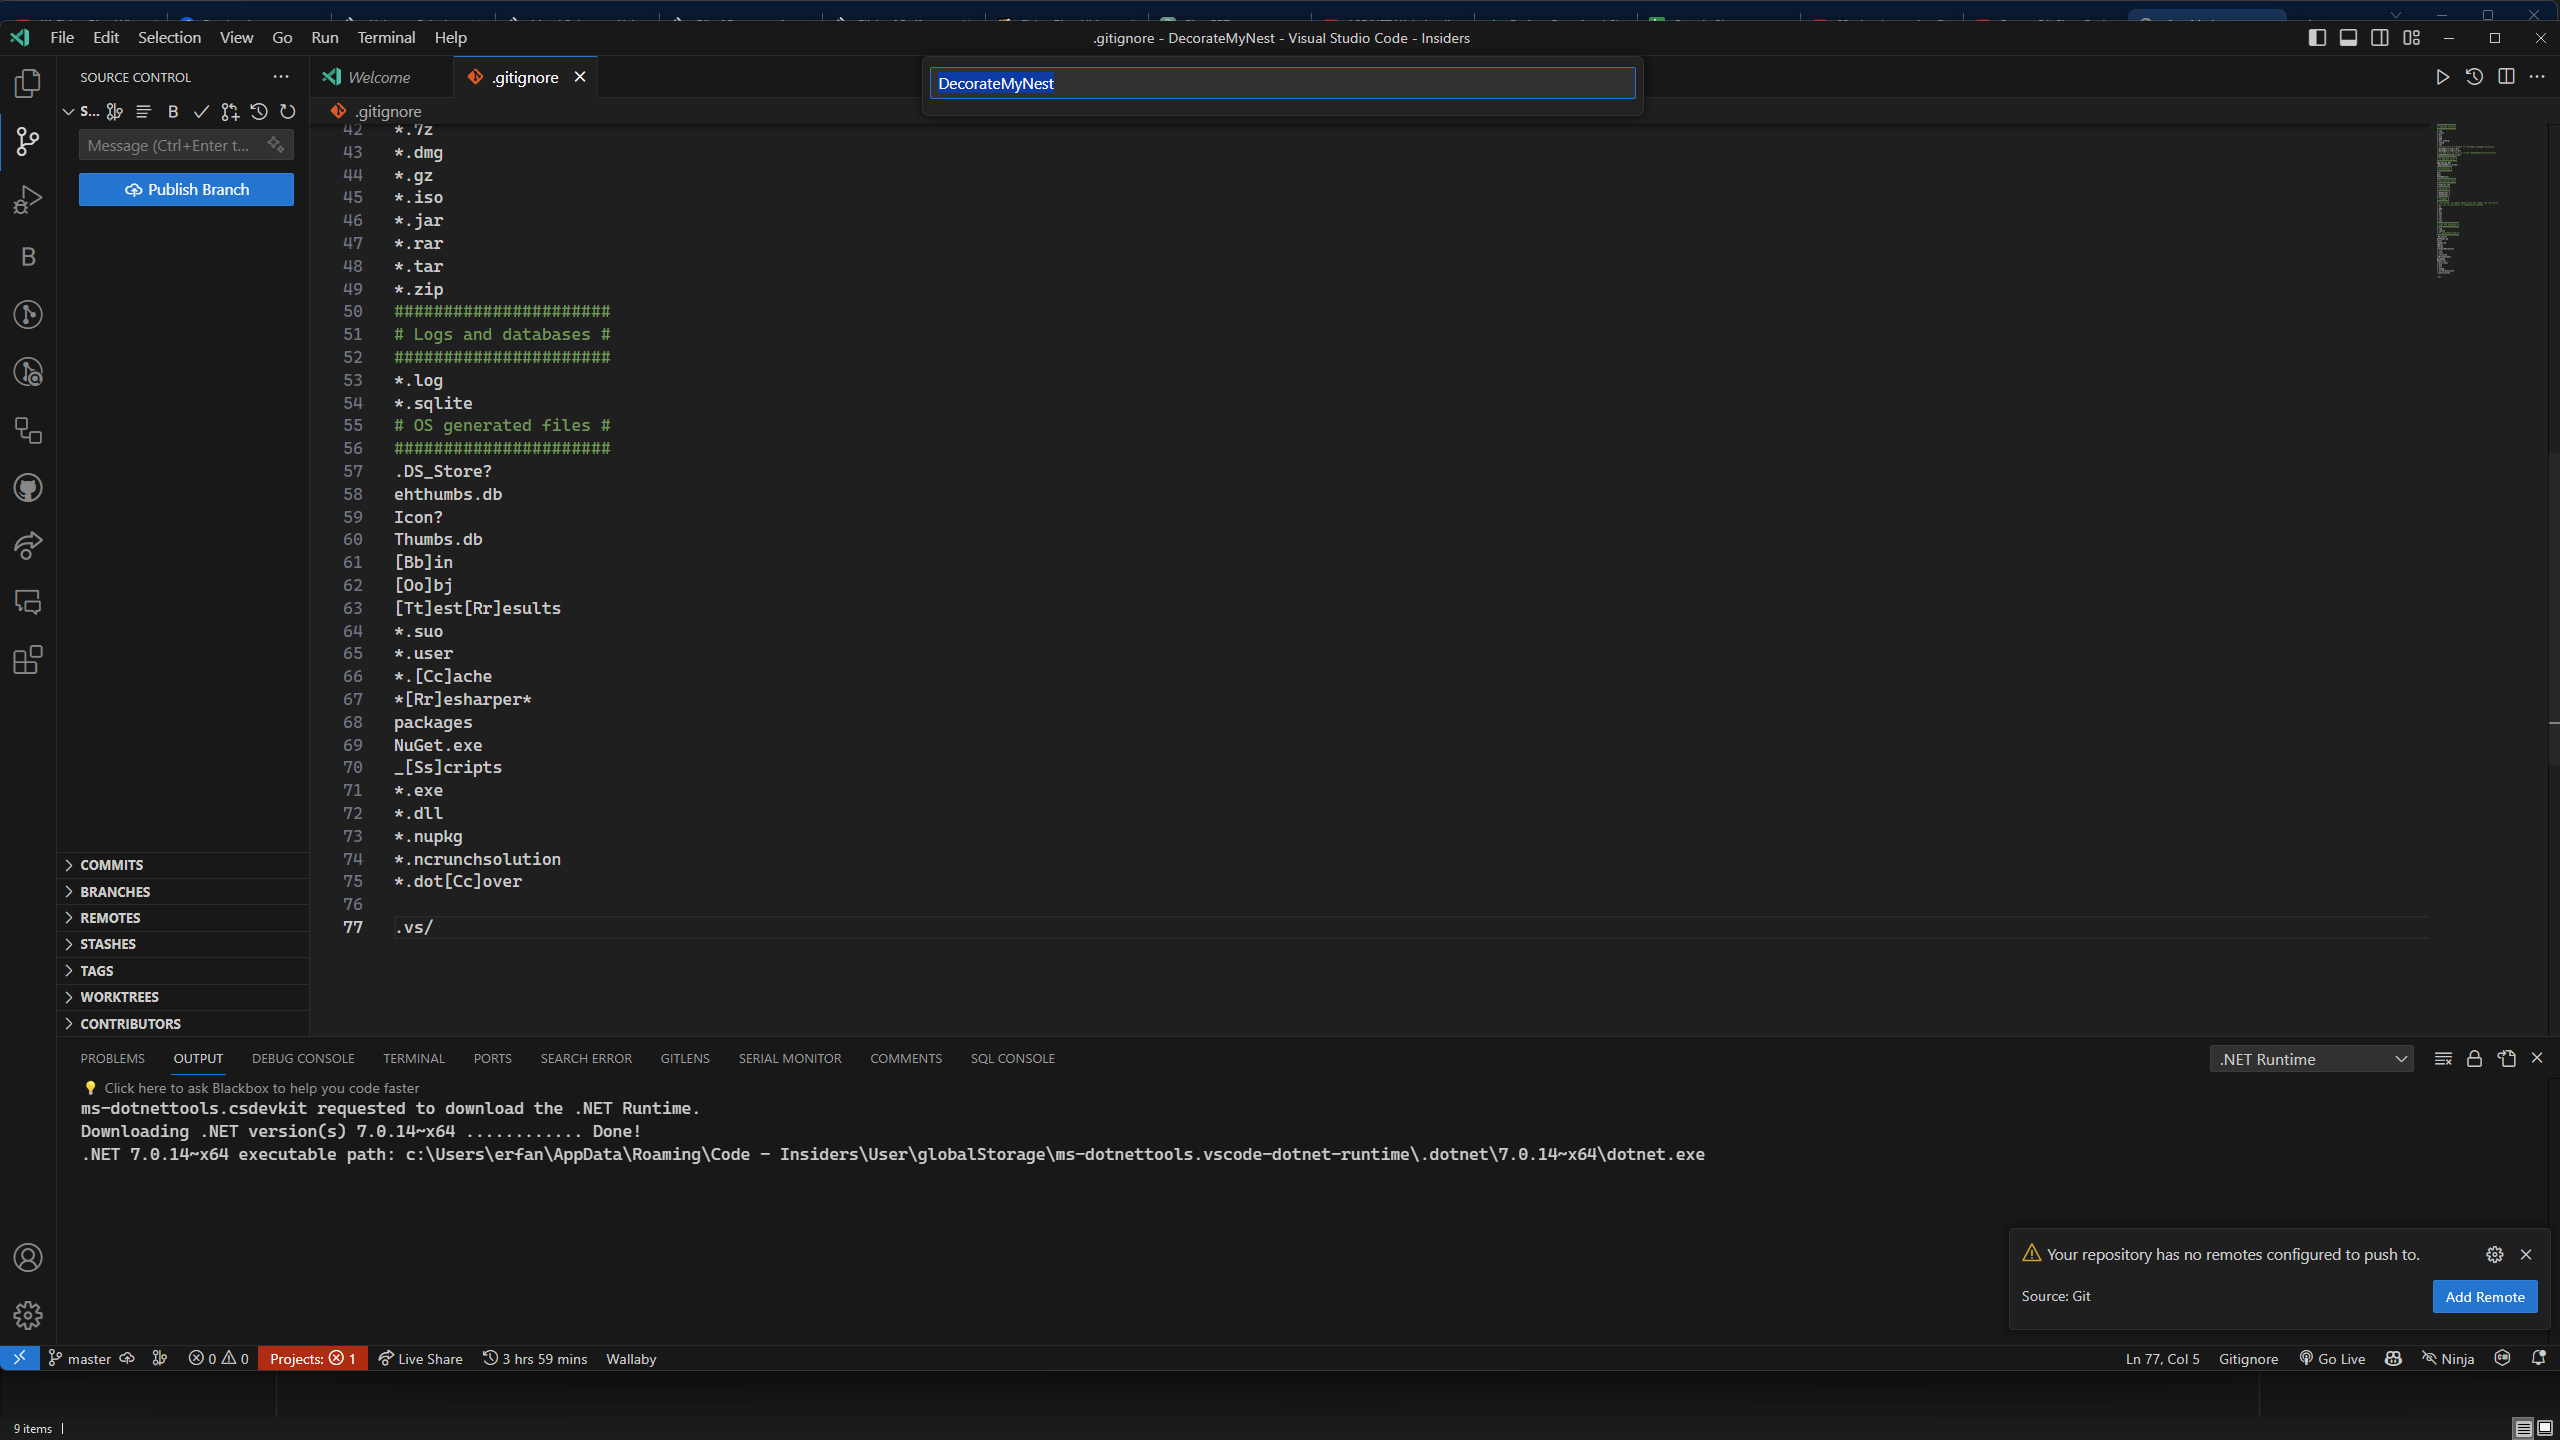 File Edit Selection View Go Run Terminal Help
.gitignore - DecorateMyNest - Visual Studio Code - Insiders
SOURCE CONTROL
Welcome
.gitignore
DecorateMyNest
S...
B
.gitignore
Message (Ctrl+Enter t...
Publish Branch
B
42 *.7z
43 *.dmg
44 *.gz
45 *.iso
46 *.jar
47 *.rar
48 *.tar
49 *.zip
50 ######################
51 # Logs and databases #
52 ######################
53 *.log
54 *.sqlite
55 # OS generated files #
56 ######################
57 .DS_Store?
58 ehthumbs.db
59 Icon?
60 Thumbs.db
61 [Bb]in
62 [Oo]bj
63 [Tt]est[Rr]esults
64 *.suo
65 *.user
66 *.[Cc]ache
67 *[Rr]esharper*
68 packages
69 NuGet.exe
70 _[Ss]cripts
71 *.exe
72 *.dll
73 *.nupkg
74 *.ncrunchsolution
75 *.dot[Cc]over
76
77 .vs/
COMMITS
BRANCHES
REMOTES
STASHES
TAGS
WORKTREES
CONTRIBUTORS
PROBLEMS OUTPUT DEBUG CONSOLE TERMINAL PORTS SEARCH ERROR GITLENS SERIAL MONITOR COMMENTS SQL CONSOLE
.NET Runtime
💡 Click here to ask Blackbox to help you code faster
ms-dotnettools.csdevkit requested to download the .NET Runtime.
Downloading .NET version(s) 7.0.14~x64 ............ Done!
.NET 7.0.14~x64 executable path: c:\Users\erfan\AppData\Roaming\Code - Insiders\User\globalStorage\ms-dotnettools.vscode-dotnet-runtime\.dotnet\7.0.14~x64\dotnet.exe
Your repository has no remotes configured to push to.
Source: Git
Add Remote
master 0 0 Projects: 1 Live Share 3 hrs 59 mins Wallaby
Ln 77, Col 5 Gitignore Go Live Ninja
9 items